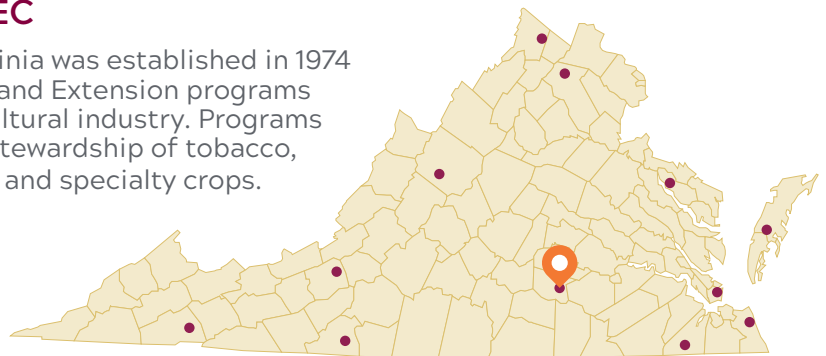 EC
inia was established in 1974
and Extension programs
ltural industry. Programs
tewardship of tobacco,
and specialty crops.